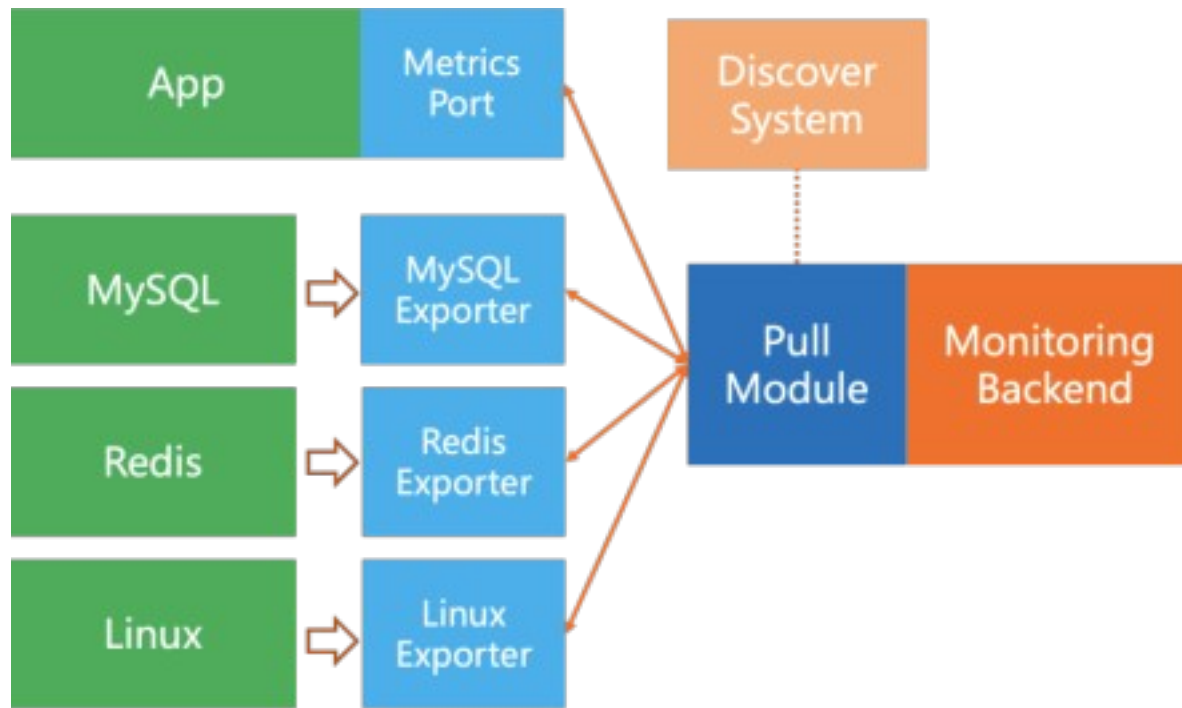 App
Metrics
Port
Discover
System
MySQL
MySQL
Exporter
Pull
Module
Monitoring
Backend
Redis
Redis
Exporter
Linux
Linux
Exporter